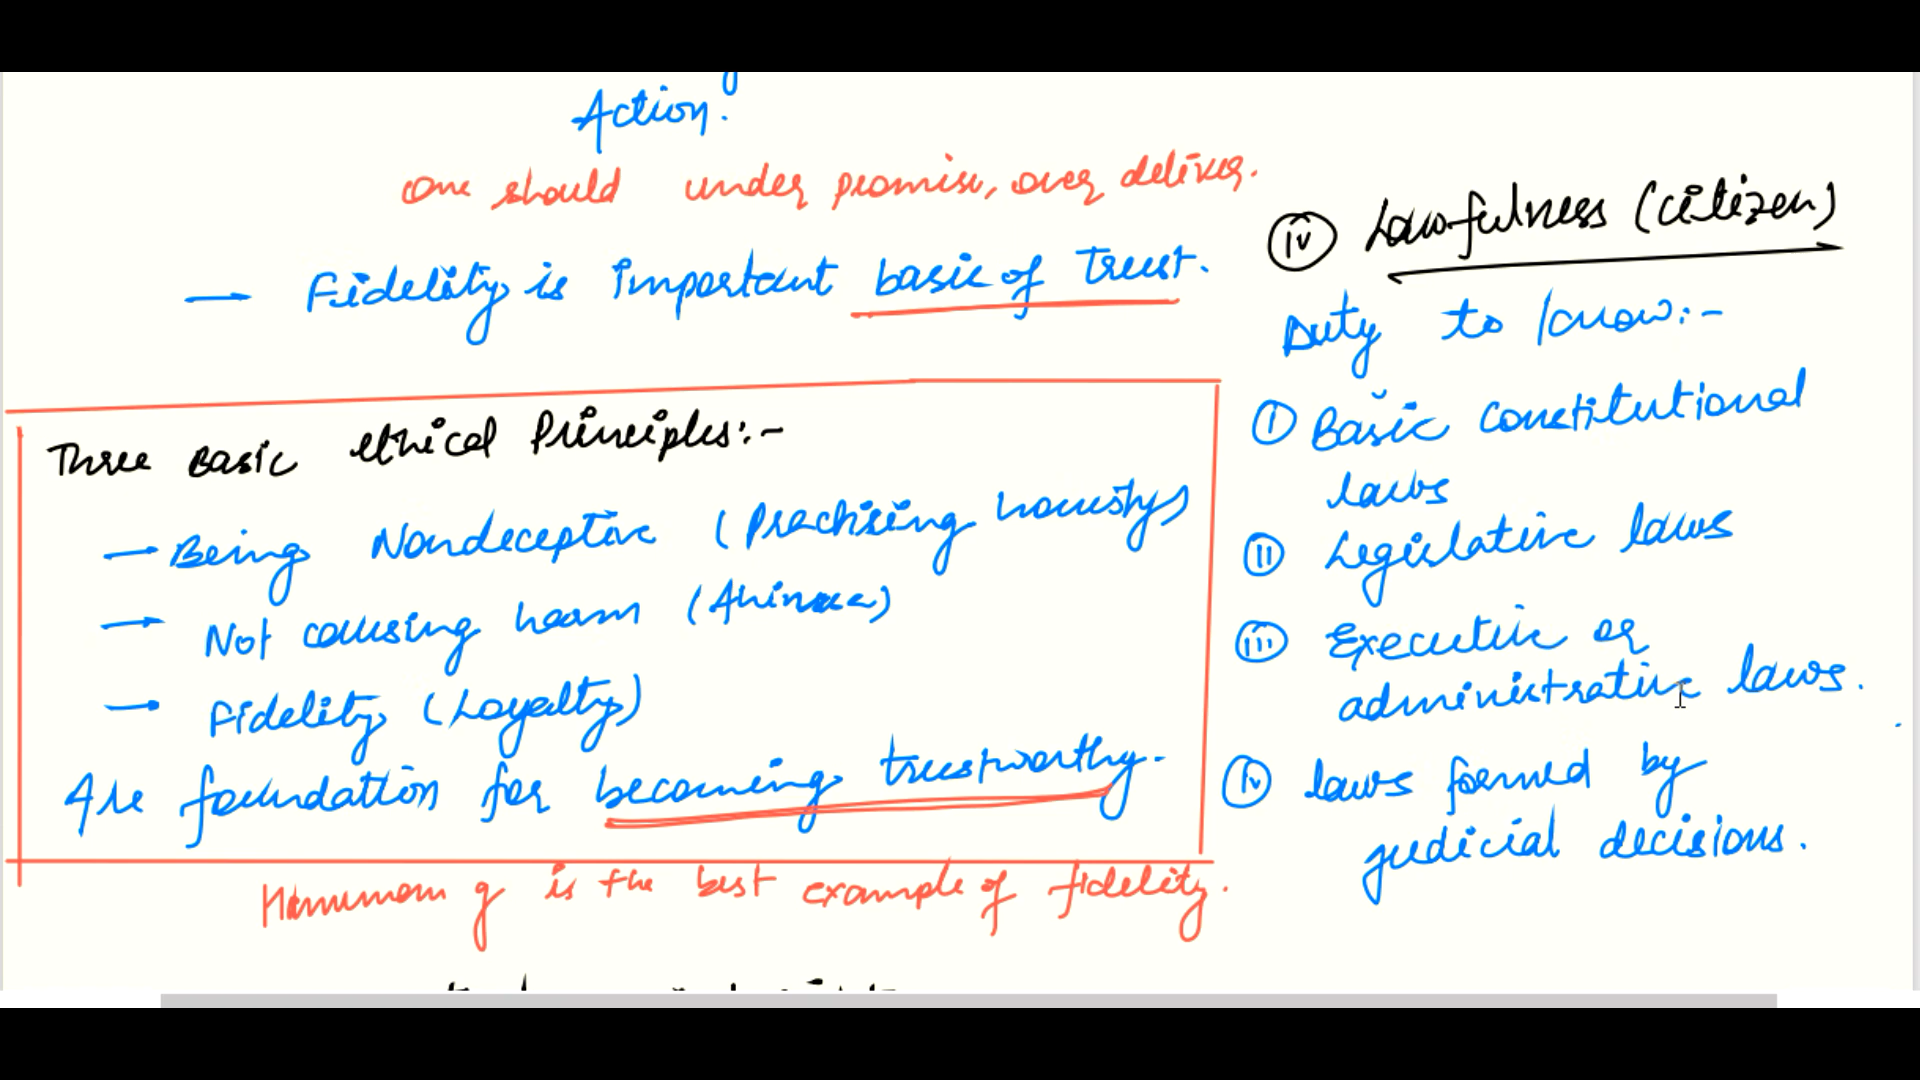 Action.
one should under promise, over deliver.
— Fidelity is important basic of trust.
Three Basic ethical Principles:-
→ Being Nondeceptive (Practising honesty)
→ Not causing harm (Ahinsa)
→ Fidelity (Loyalty)
Are foundation for becoming trustworthy.
Hanuman g is the best example of fidelity.
(iv) Lawfulness (citizen)
Duty to know:-
(i) Basic constitutional
laws
(ii) Legislative laws
(iii) Executive or
administrative laws.
(iv) laws formed by
judicial decisions.